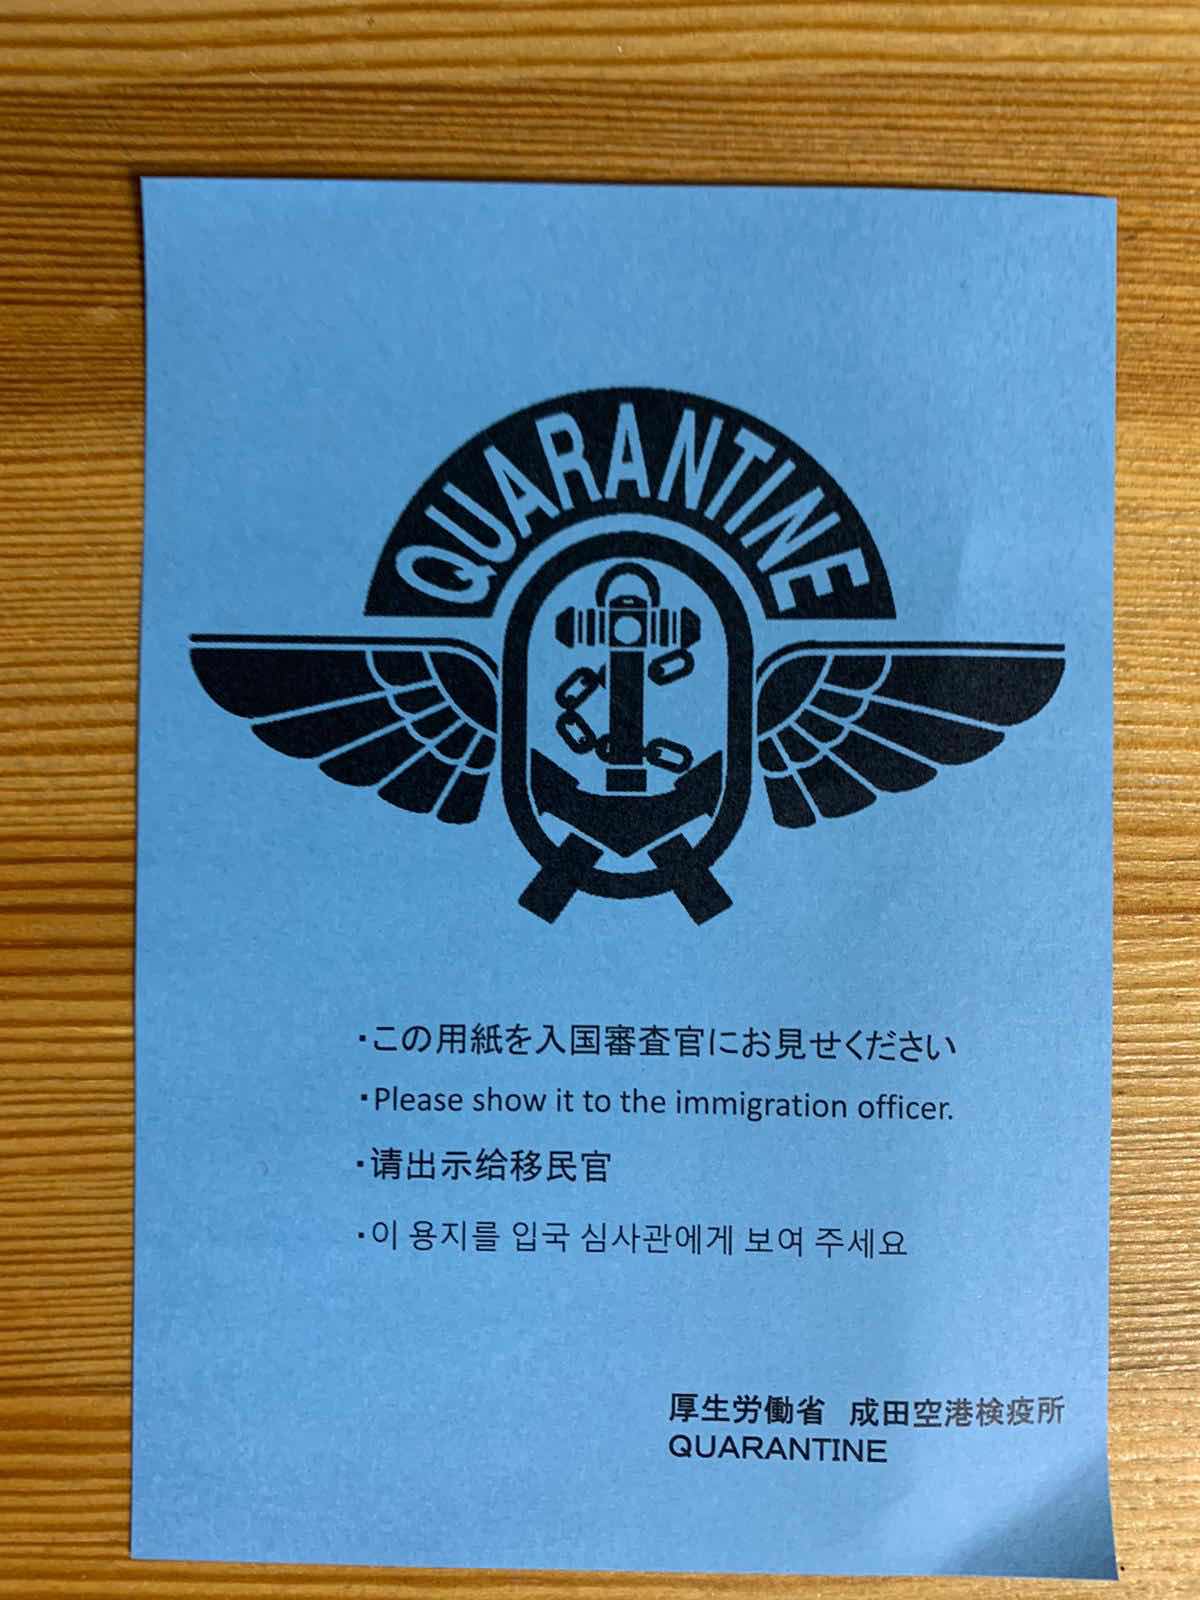 QUARANTINE
・この用紙を入国審査官にお見せください
・Please show it to the immigration officer.
・请出示给移民官
・이 용지를 입국 심사관에게 보여 주세요
厚生労働省 成田空港検疫所
QUARANTINE